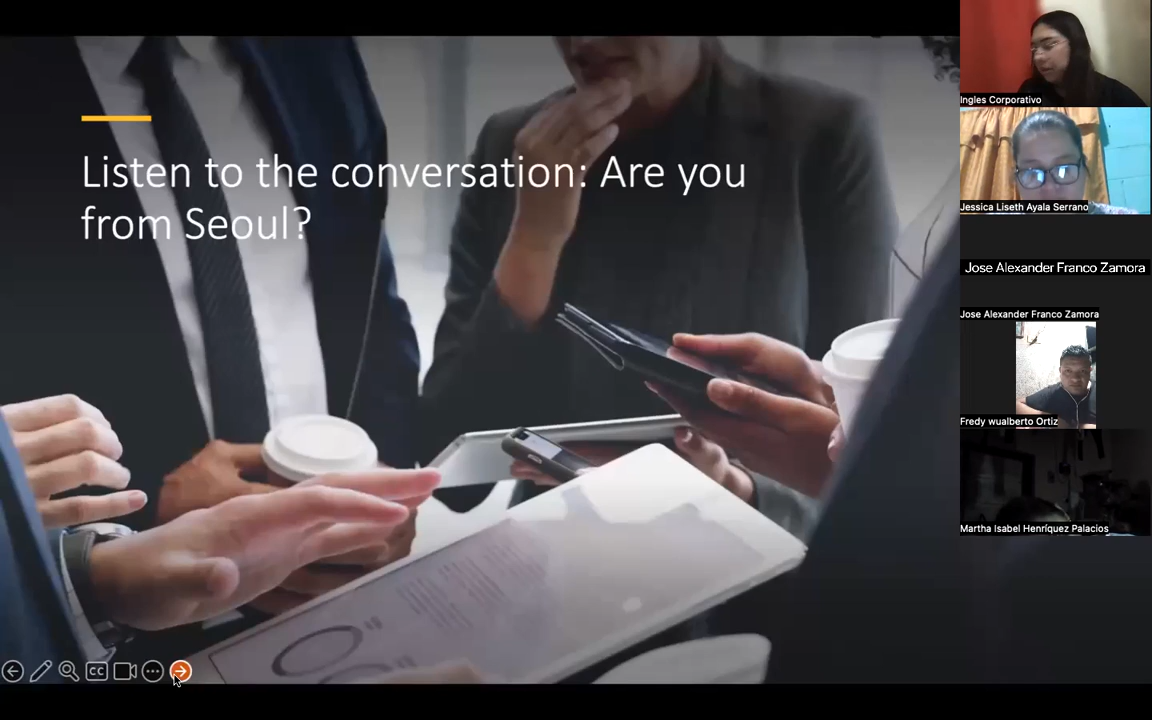 Listen to the conversation: Are you
from Seoul?
Ingles Corporativo
Jessica Liseth Ayala Serrano
Jose Alexander Franco Zamora
Jose Alexander Franco Zamora
Fredy wualberto Ortiz
Martha Isabel Henríquez Palacios
CC